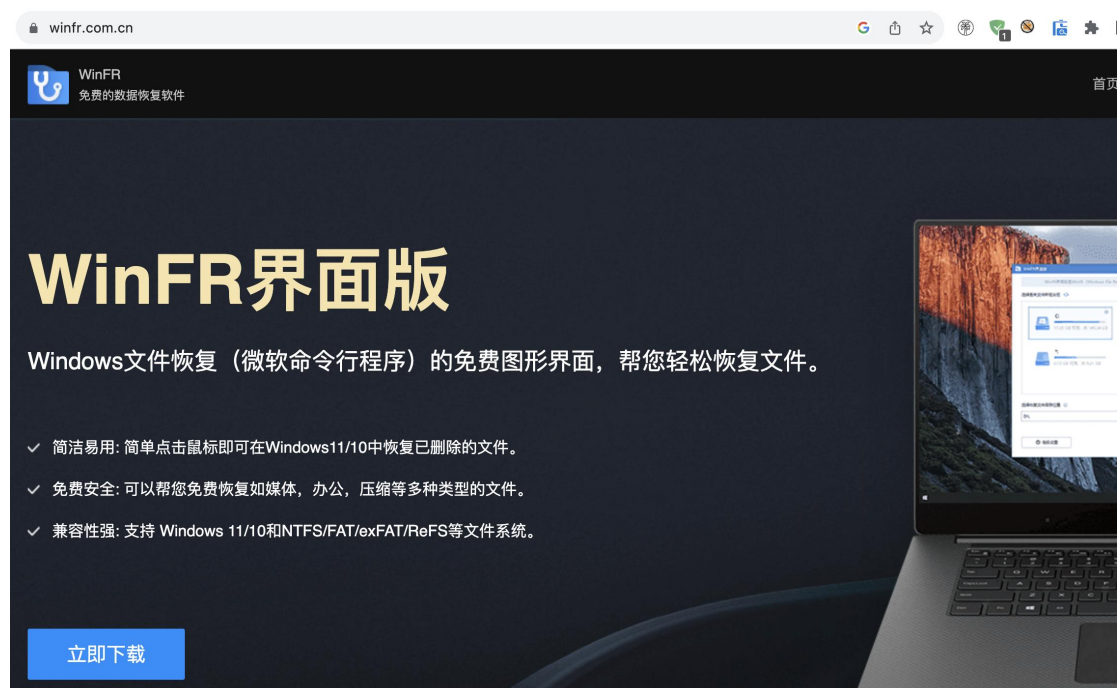 winfr.com.cn
1
WinFR
免费的数据恢复软件
首页
WinFR界面版
Windows文件恢复（微软命令行程序）的免费图形界面，帮您轻松恢复文件。
简洁易用: 简单点击鼠标即可在Windows11/10中恢复已删除的文件。
免费安全: 可以帮您免费恢复如媒体，办公，压缩等多种类型的文件。
兼容性强: 支持 Windows 11/10和NTFS/FAT/exFAT/ReFS等文件系统。
立即下载